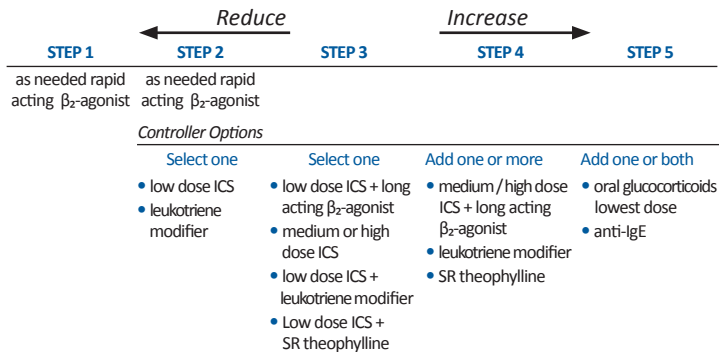 Reduce Increase
STEP 1 STEP 2 STEP 3 STEP 4 STEP 5
as needed rapid
acting β₂-agonist
as needed rapid
acting β₂-agonist
Controller Options
Select one
• low dose ICS
• leukotriene
modifier
Select one
• low dose ICS + long
acting β₂-agonist
• medium or high
dose ICS
• low dose ICS +
leukotriene modifier
• Low dose ICS +
SR theophylline
Add one or more
• medium / high dose
ICS + long acting
β₂-agonist
• leukotriene modifier
• SR theophylline
Add one or both
• oral glucocorticoids
lowest dose
• anti-IgE